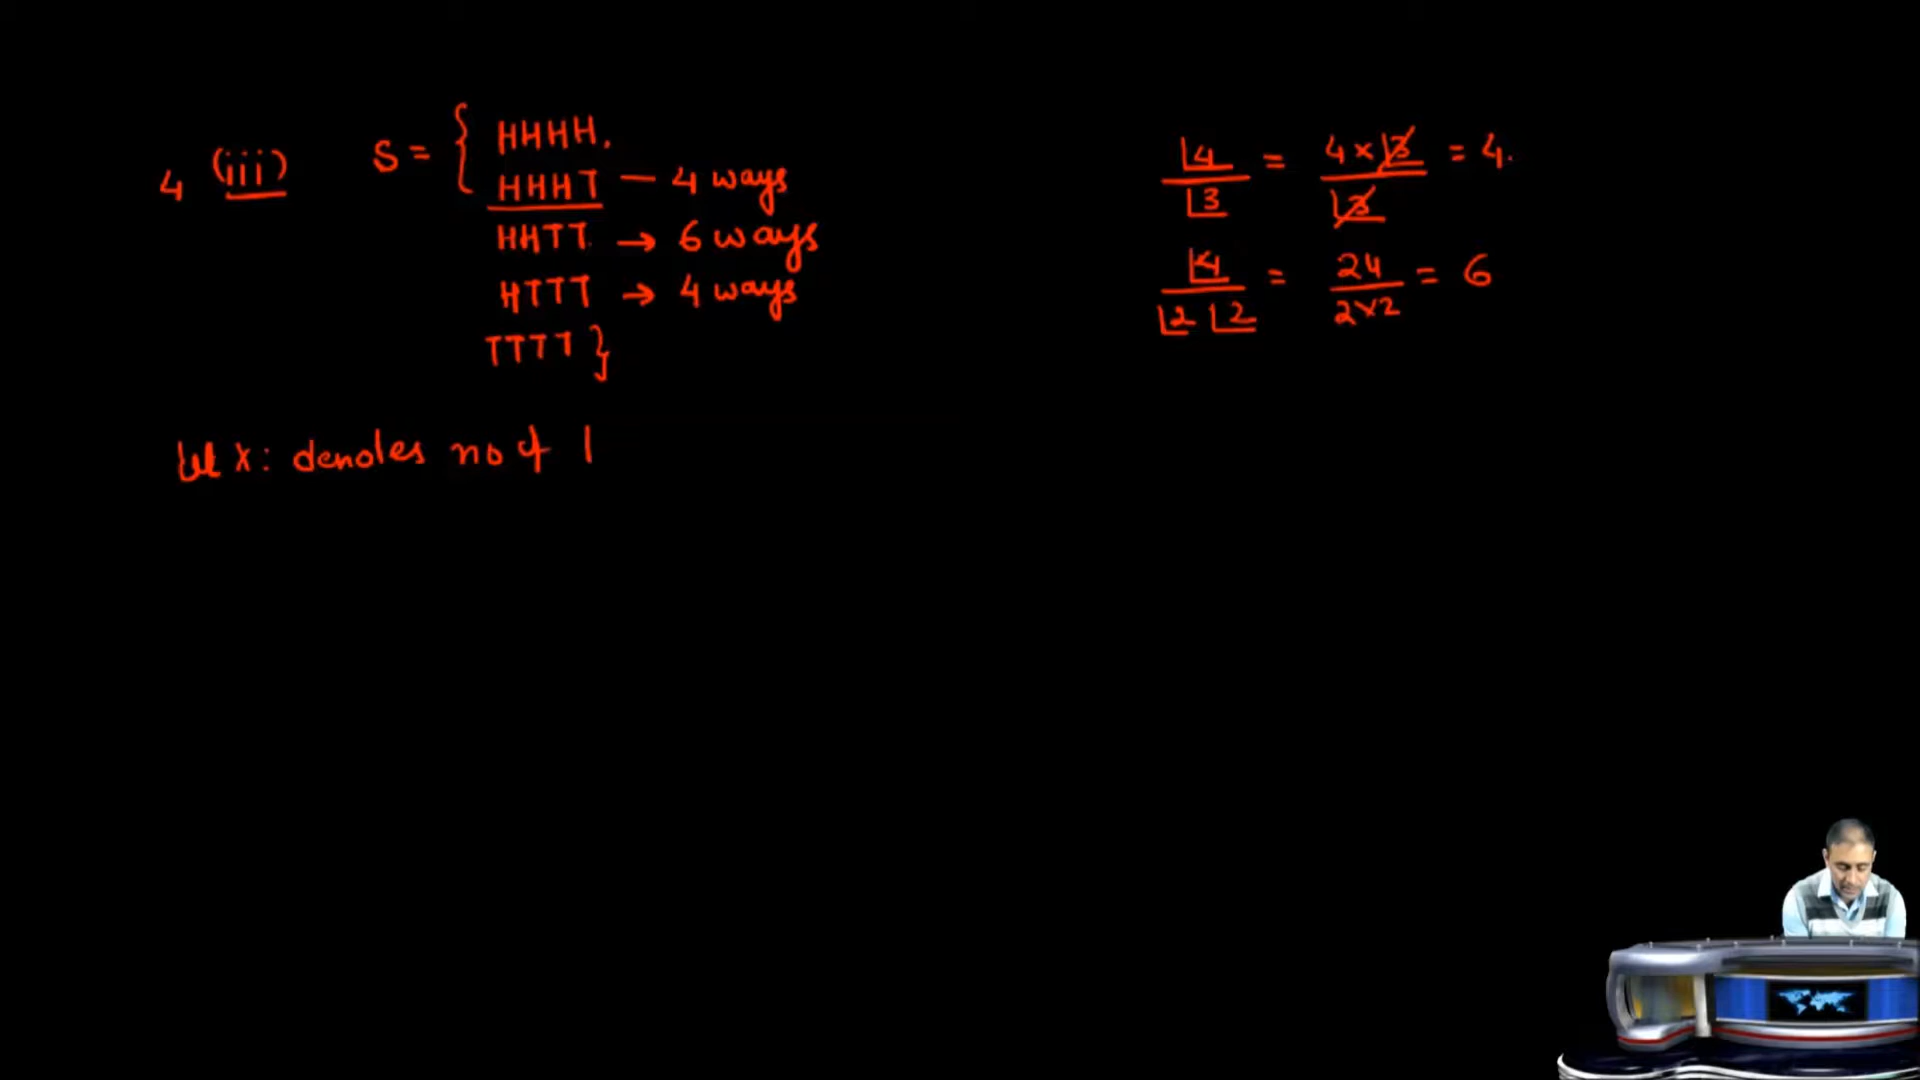 4 (iii) S = { HHHH,
HHHT — 4 ways
HHTT → 6 ways
HTTT → 4 ways
TTTT }
Let X: denotes no of
|4 / |3 = 4 × |3 / |3 = 4.
|4 / |2 |2 = 24 / 2×2 = 6